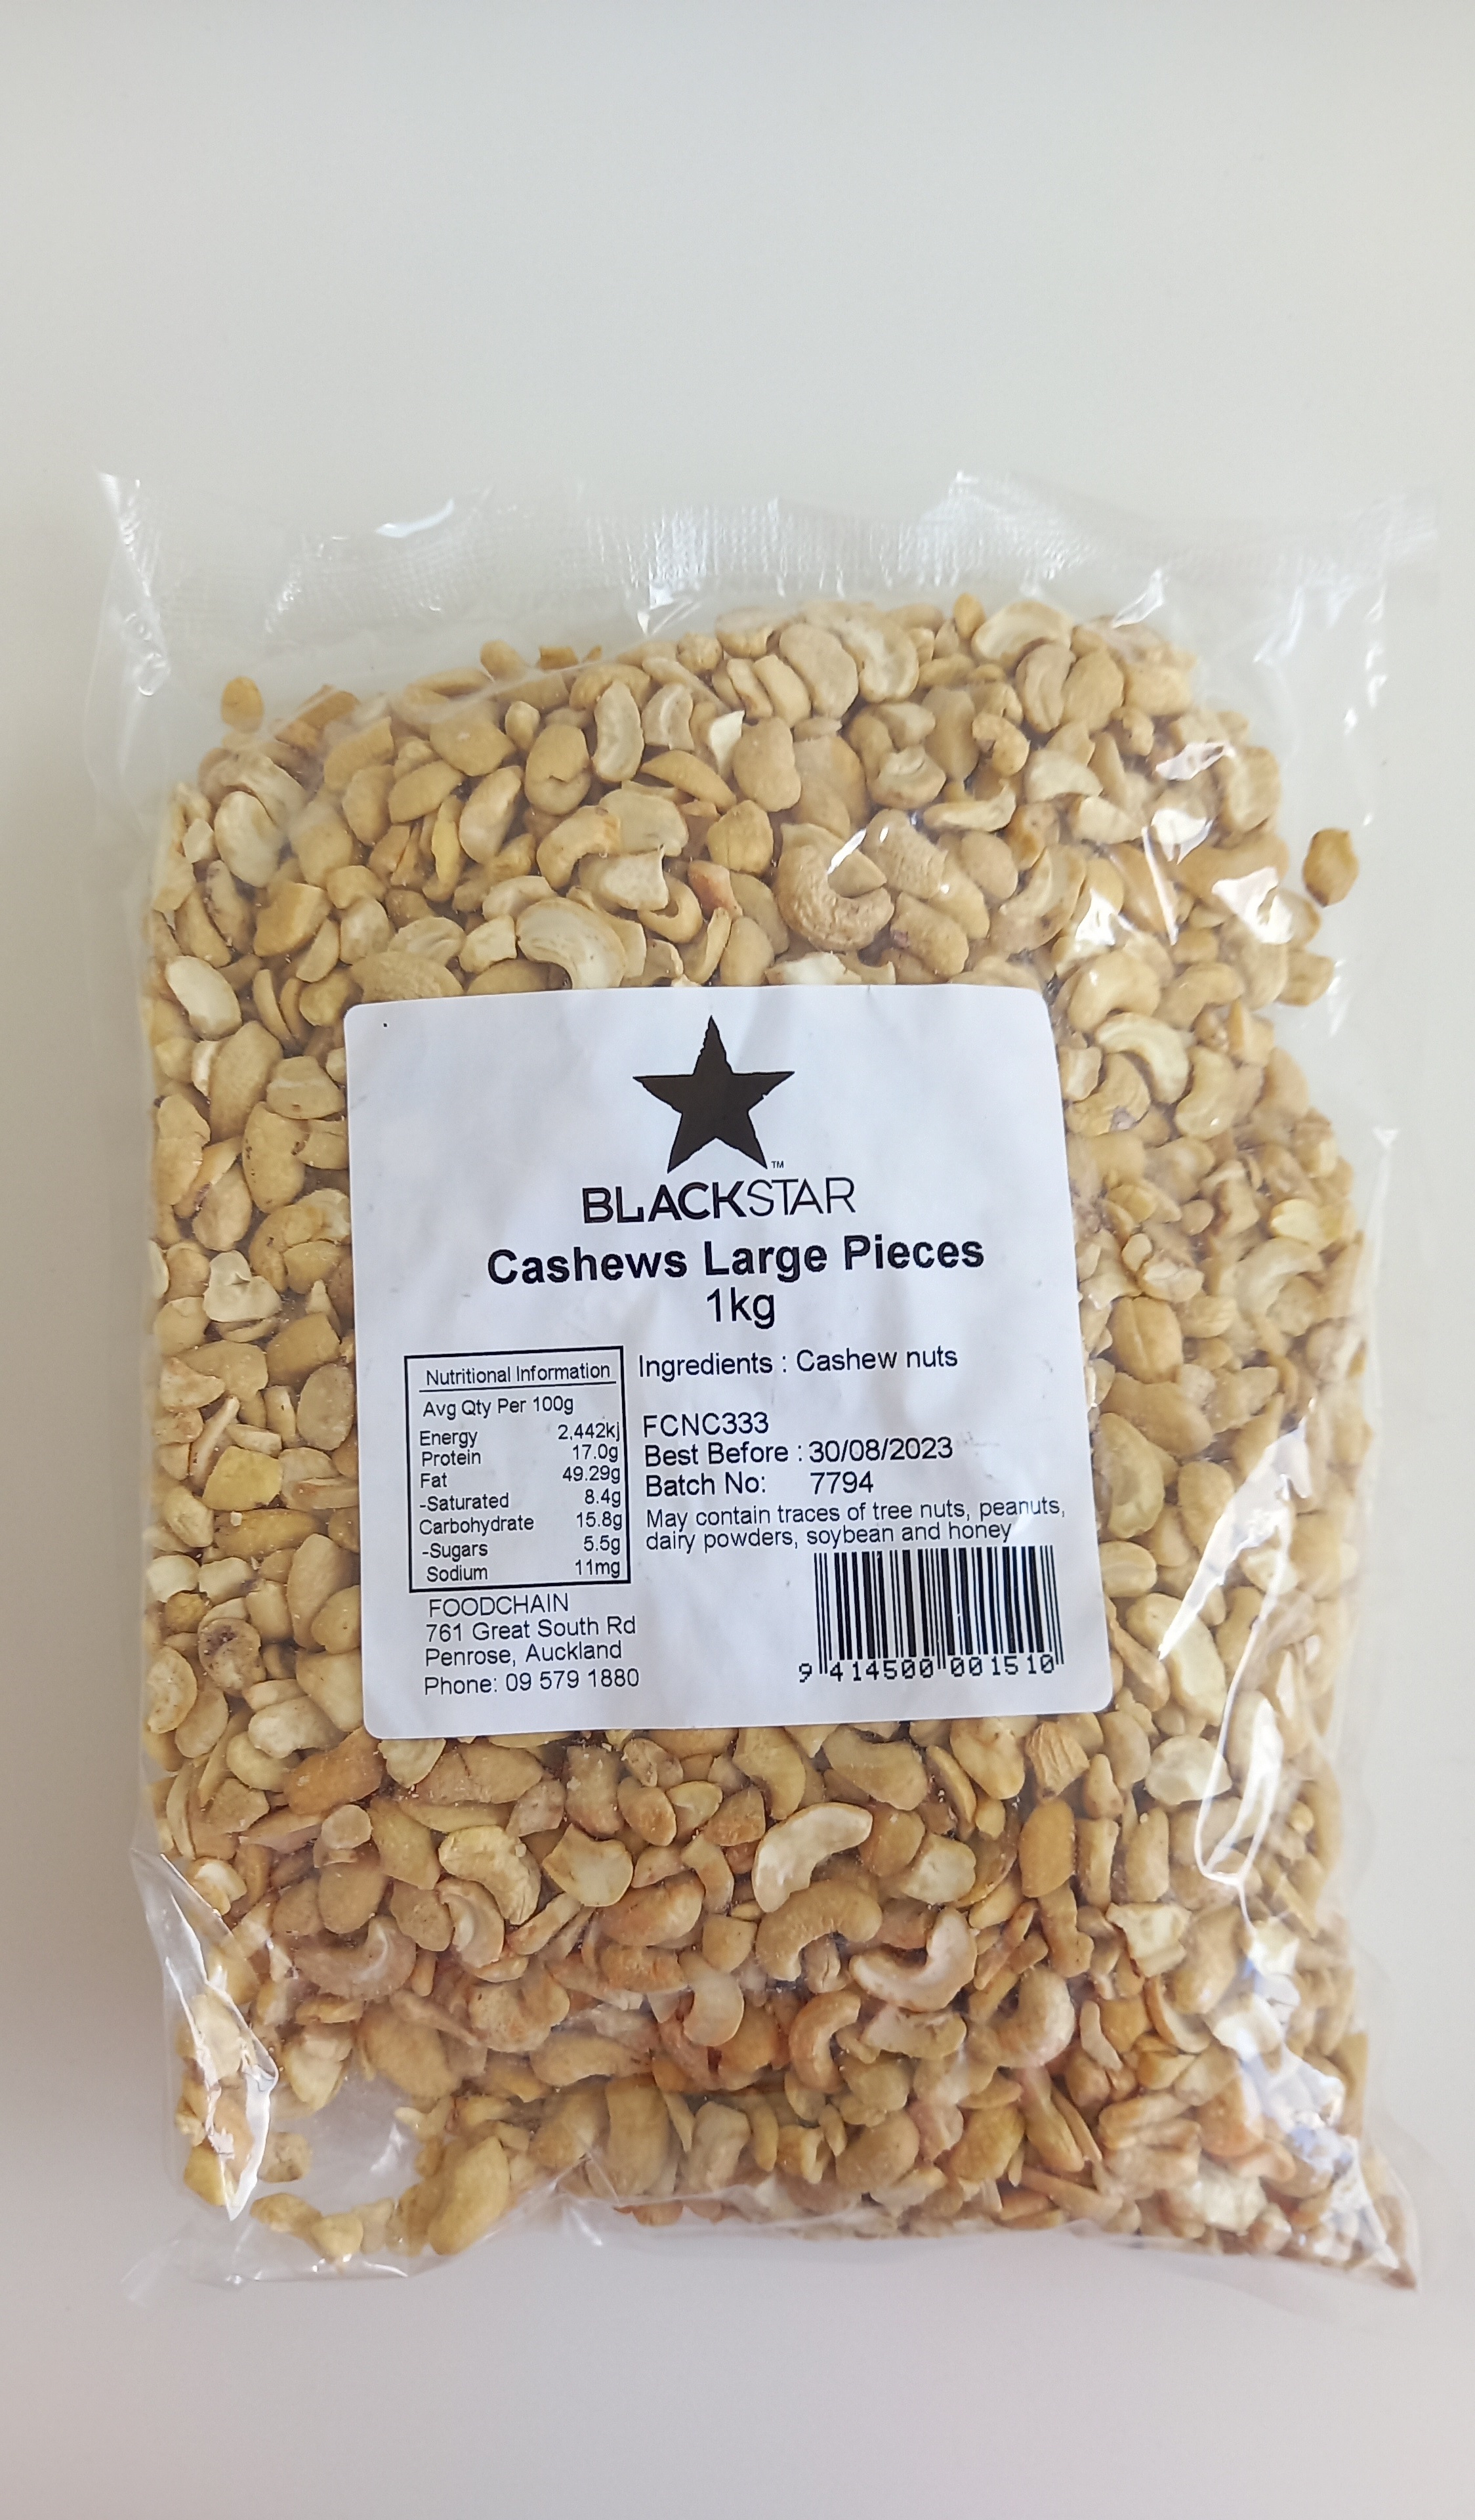 TM
BLACKSTAR
Cashews Large Pieces
1kg
Nutritional Information
Avg Qty Per 100g
Energy 2,442kj
Protein 17.0g
Fat 49.29g
-Saturated 8.4g
Carbohydrate 15.8g
-Sugars 5.5g
Sodium 11mg
Ingredients : Cashew nuts
FCNC333
Best Before : 30/08/2023
Batch No: 7794
May contain traces of tree nuts, peanuts,
dairy powders, soybean and honey
FOODCHAIN
761 Great South Rd
Penrose, Auckland
Phone: 09 579 1880
9 414500 001510